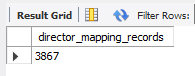 Result Grid Filter Rows:
director_mapping_records
3867